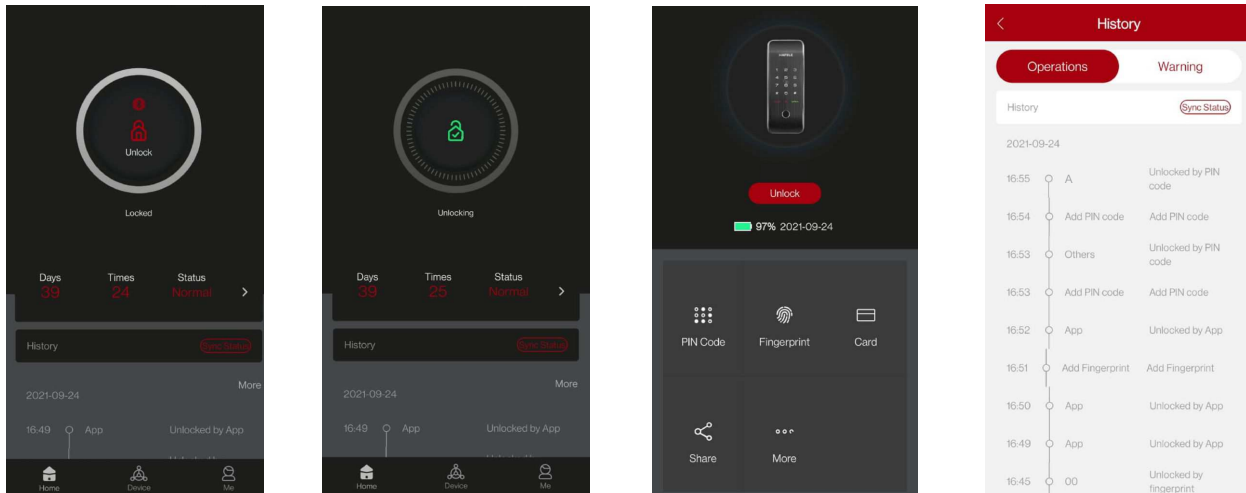 Unlock
Locked
Days Times Status
39 24 Normal
History Sync Status
More
2021-09-24
16:49 App Unlocked by App
Home Device Me
Unlocking
Days Times Status
39 25 Normal
History Sync Status
More
2021-09-24
16:49 App Unlocked by App
Home Device Me
Unlock
97% 2021-09-24
PIN Code Fingerprint Card
Share More
History
Operations Warning
History Sync Status
2021-09-24
16:55 A Unlocked by PIN
code
16:54 Add PIN code Add PIN code
16:53 Others Unlocked by PIN
code
16:53 Add PIN code Add PIN code
16:52 App Unlocked by App
16:51 Add Fingerprint Add Fingerprint
16:50 App Unlocked by App
16:49 App Unlocked by App
16:45 00 Unlocked by
fingerprint